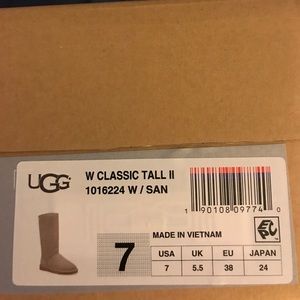 UGG
W CLASSIC TALL II
1016224 W / SAN
1 90108 09774 0
7
MADE IN VIETNAM
USA UK EU JAPAN
7 5.5 38 24